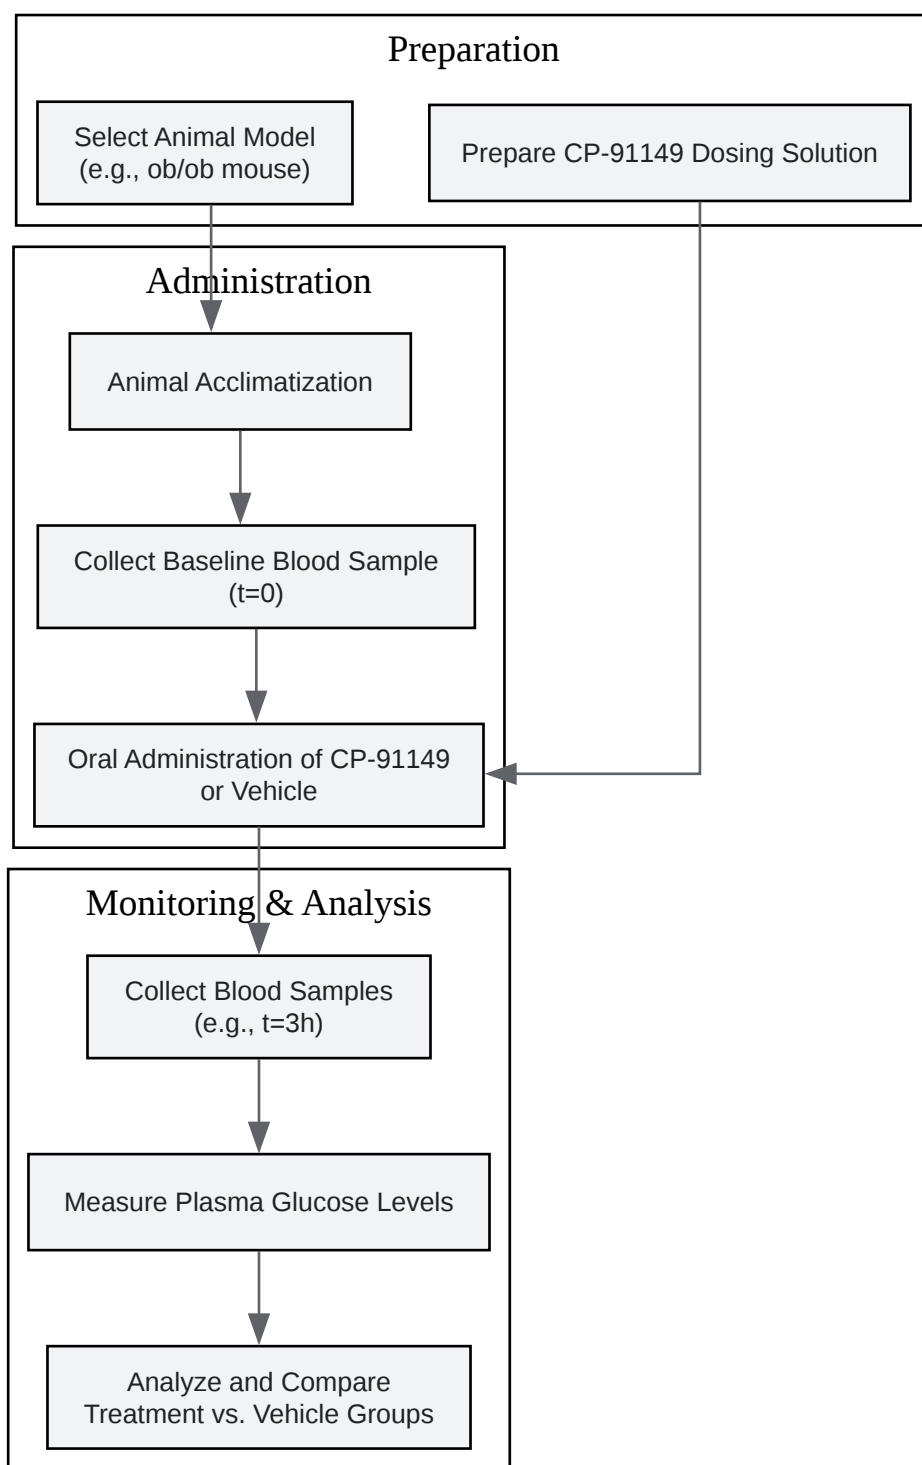 Preparation
Select Animal Model
(e.g., ob/ob mouse)
Prepare CP-91149 Dosing Solution
Administration
Animal Acclimatization
Collect Baseline Blood Sample
(t=0)
Oral Administration of CP-91149
or Vehicle
Monitoring & Analysis
Collect Blood Samples
(e.g., t=3h)
Measure Plasma Glucose Levels
Analyze and Compare
Treatment vs. Vehicle Groups